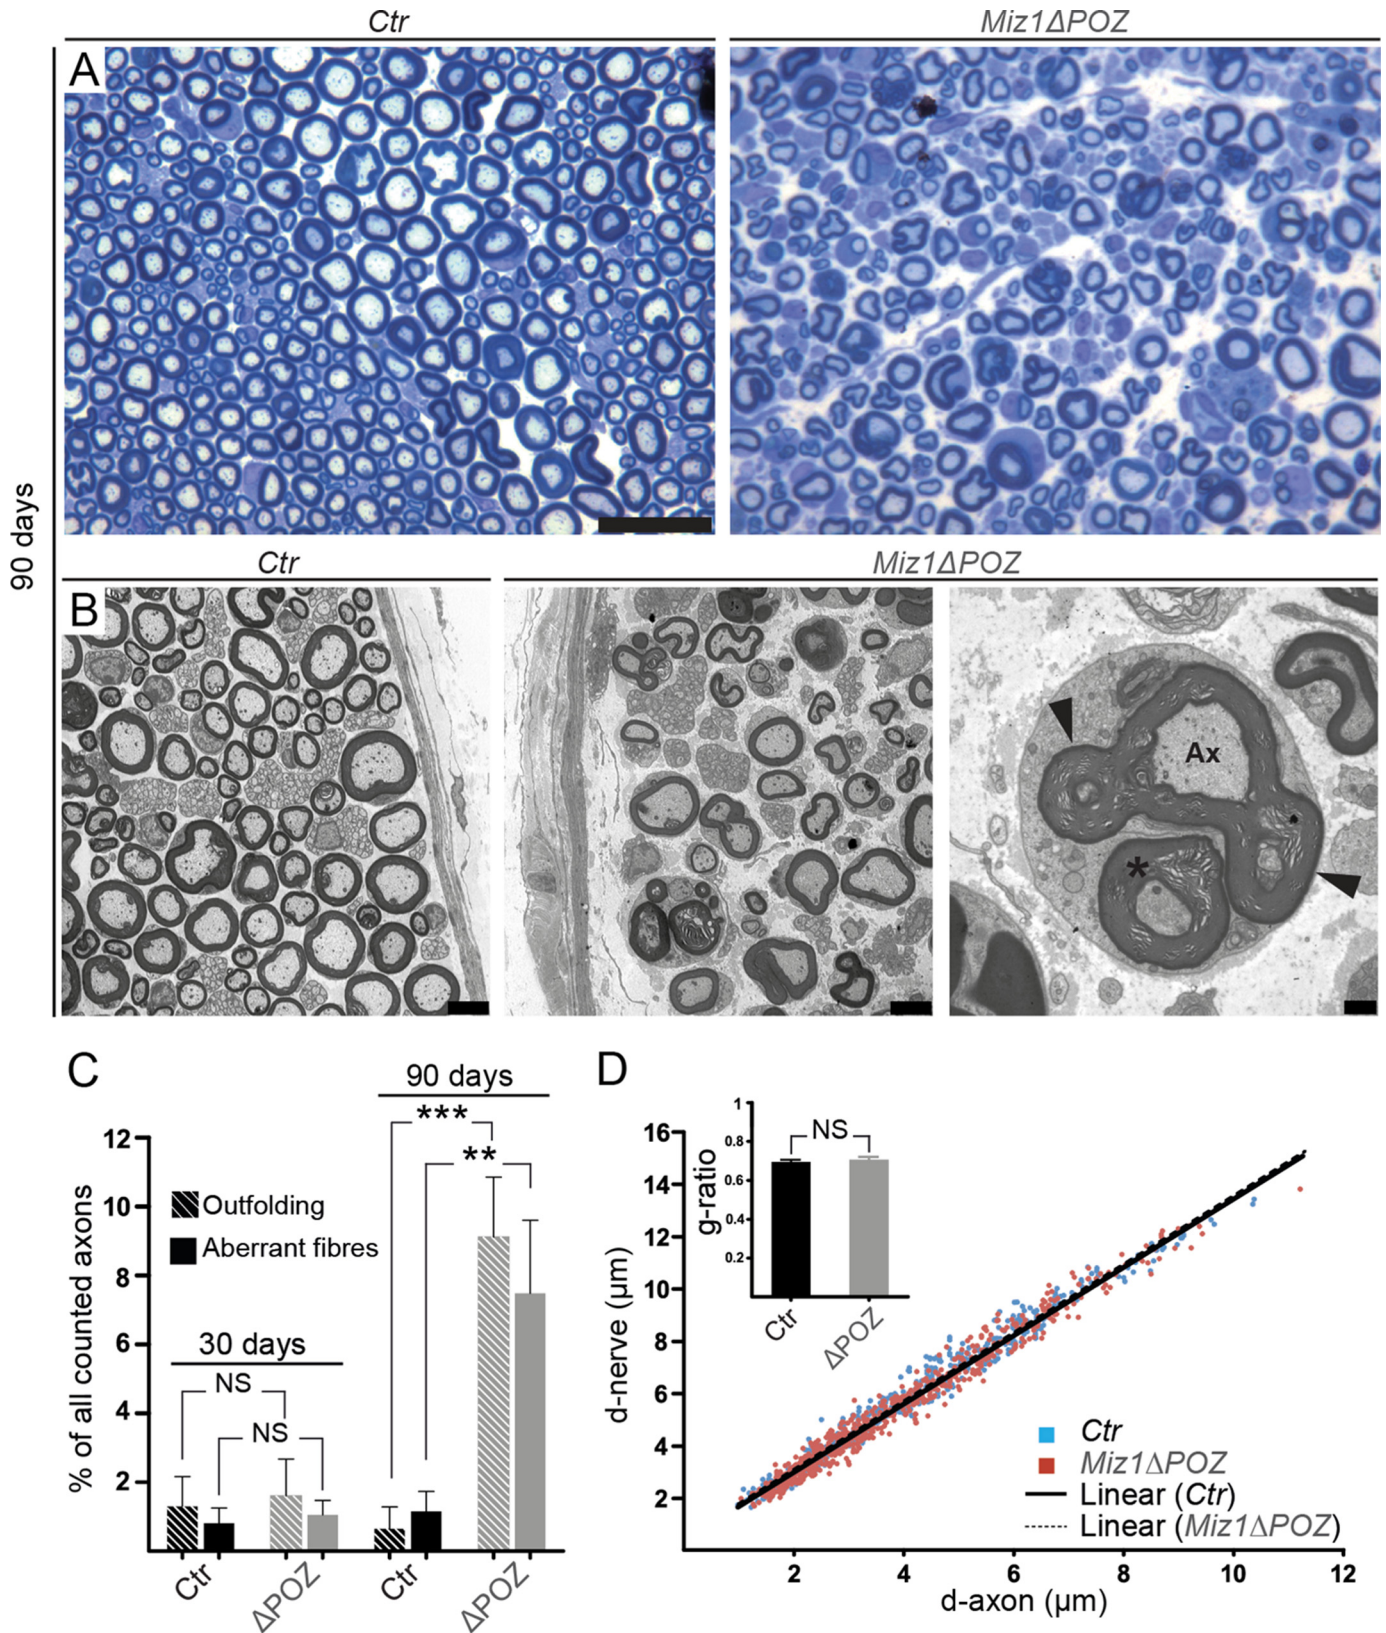 Ctr
Miz1ΔPOZ
A
90 days
Ctr
Miz1ΔPOZ
B
Ax
*
C
D
90 days
***
**
% of all counted axons
12
10
8
6
4
2
Outfolding
Aberrant fibres
30 days
NS
NS
Ctr
ΔPOZ
Ctr
ΔPOZ
d-nerve (µm)
16
14
12
10
8
6
4
2
g-ratio
1
0.8
0.6
0.4
0.2
NS
Ctr
ΔPOZ
Ctr
Miz1ΔPOZ
Linear (Ctr)
Linear (Miz1ΔPOZ)
2
4
6
8
10
12
d-axon (µm)